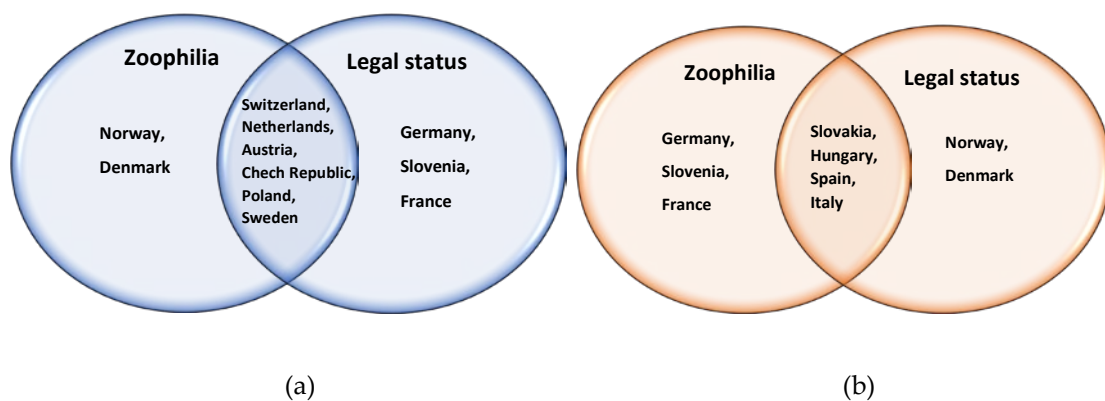 Zoophilia
Legal status
Norway,
Denmark
Switzerland,
Netherlands,
Austria,
Chech Republic,
Poland,
Sweden
Germany,
Slovenia,
France
(a)
Zoophilia
Legal status
Germany,
Slovenia,
France
Slovakia,
Hungary,
Spain,
Italy
Norway,
Denmark
(b)